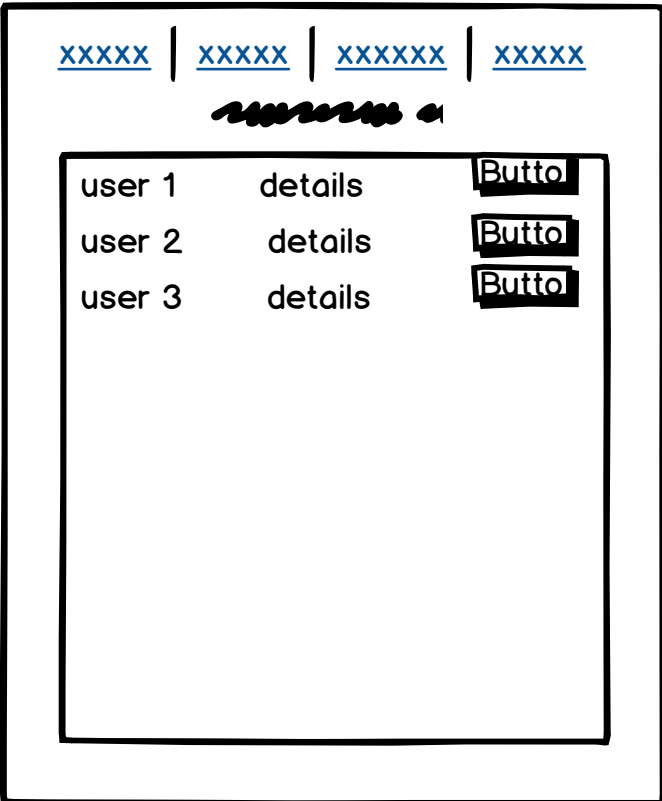 xxxxx | xxxxx | xxxxxx | xxxxx
user 1 details Butto
user 2 details Butto
user 3 details Butto